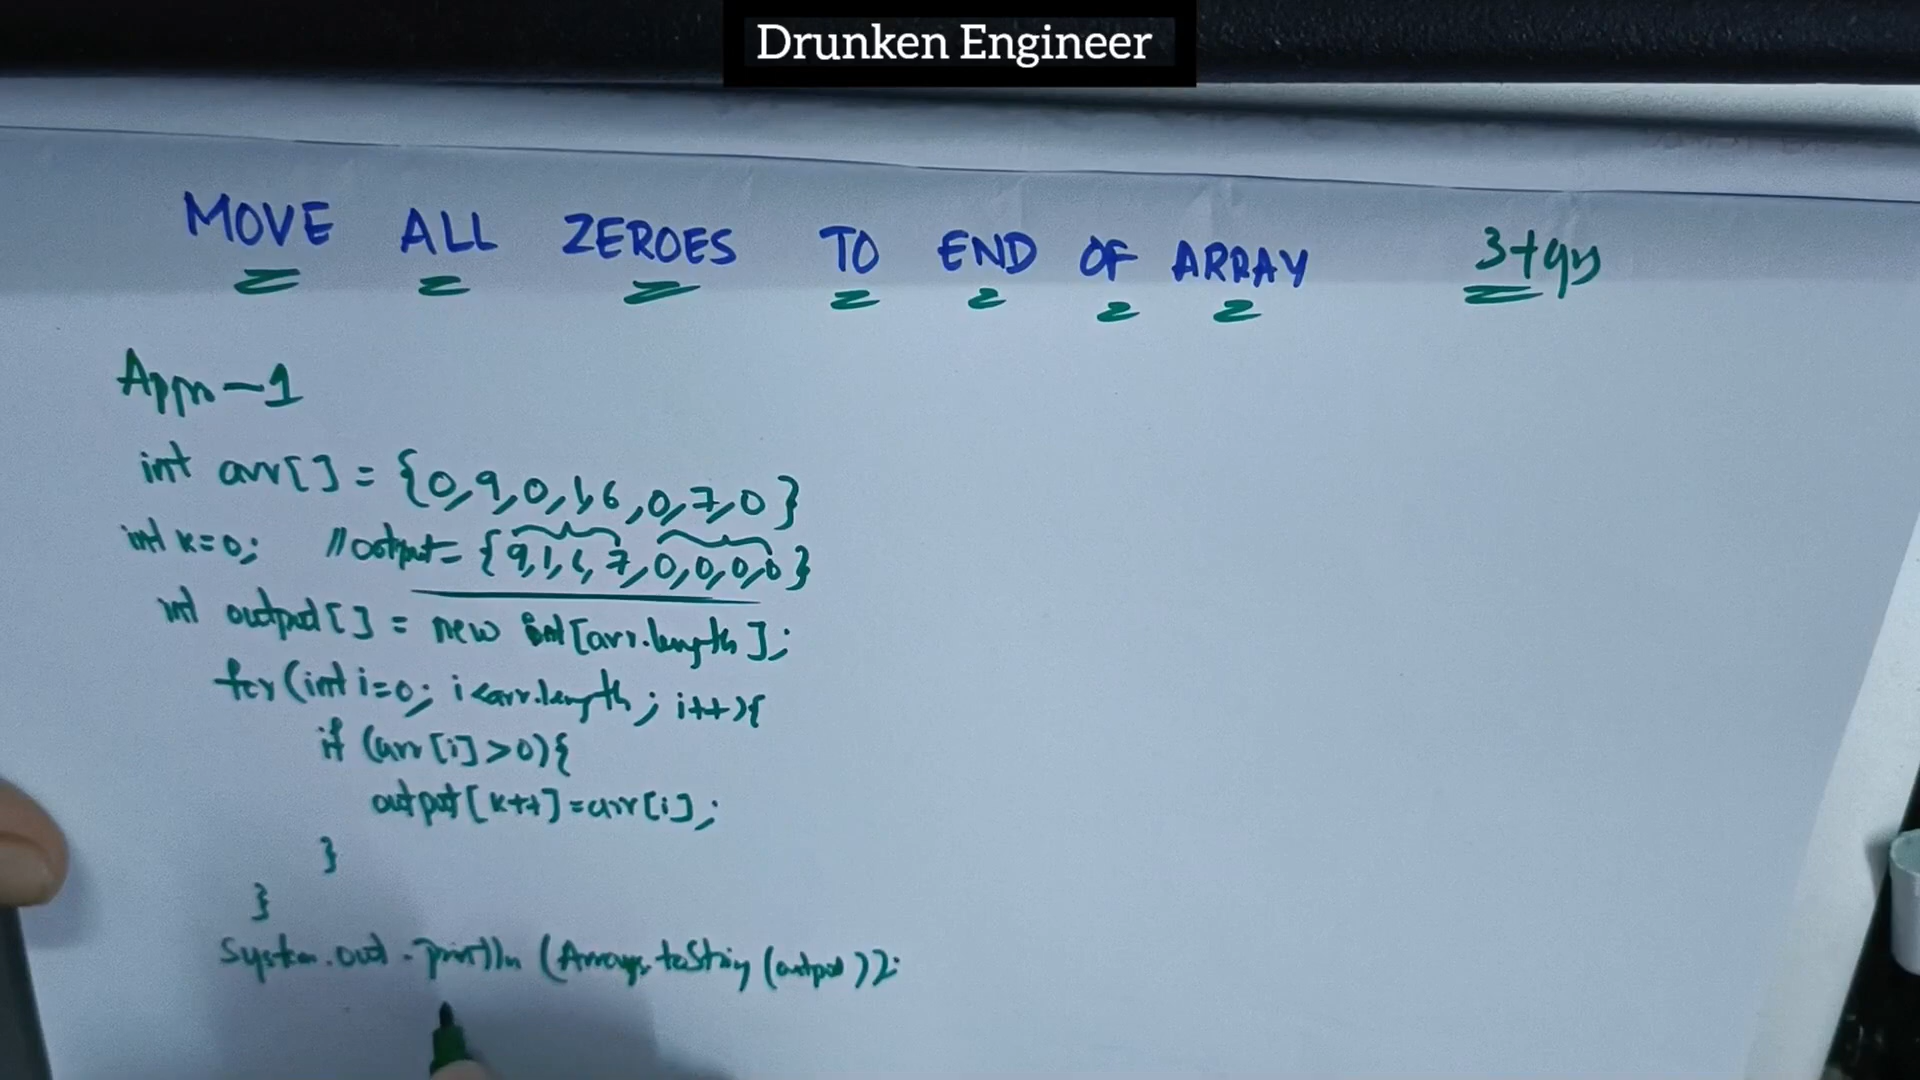 Drunken Engineer
MOVE ALL ZEROES TO END OF ARRAY 3+yrs
Appro-1
int arr[] = {0,9,0,1,6,0,7,0}
int k=0; //output= {9,1,6,7,0,0,0,0}
int output[] = new int[arr.length];
for(int i=0; i<arr.length; i++){
if (arr[i]>0){
output[k++]=arr[i];
}
}
System.out.println(Arrays.toString(output));